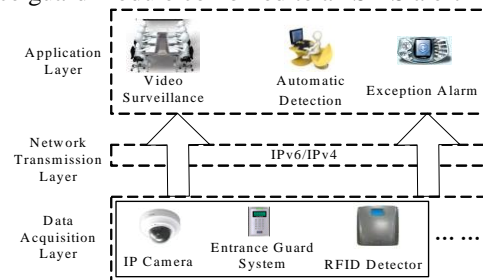 Application
Layer
Video
Surveillance
Automatic
Detection
Exception Alarm
Network
Transmission
Layer
IPv6/IPv4
Data
Acquisition
Layer
IP Camera
Entrance Guard
System
RFID Detector
... ...